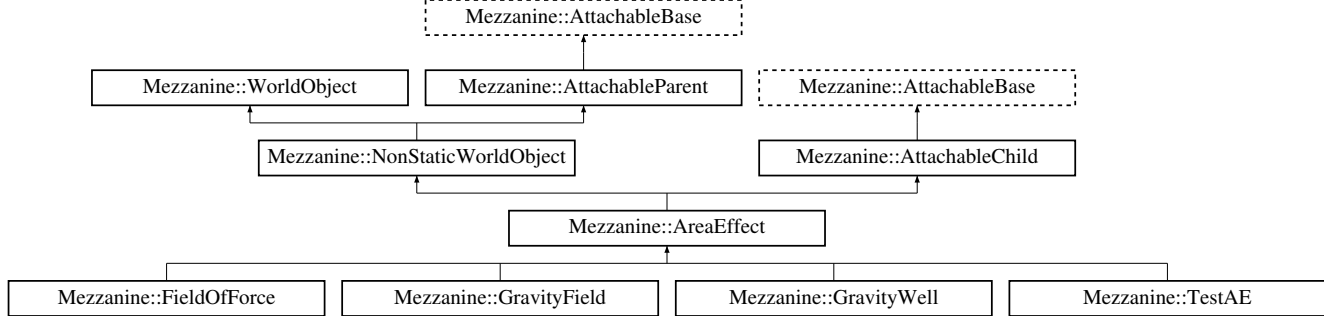 Mezzanine::AttachableBase
Mezzanine::WorldObject
Mezzanine::AttachableParent
Mezzanine::AttachableBase
Mezzanine::NonStaticWorldObject
Mezzanine::AttachableChild
Mezzanine::AreaEffect
Mezzanine::FieldOfForce
Mezzanine::GravityField
Mezzanine::GravityWell
Mezzanine::TestAE